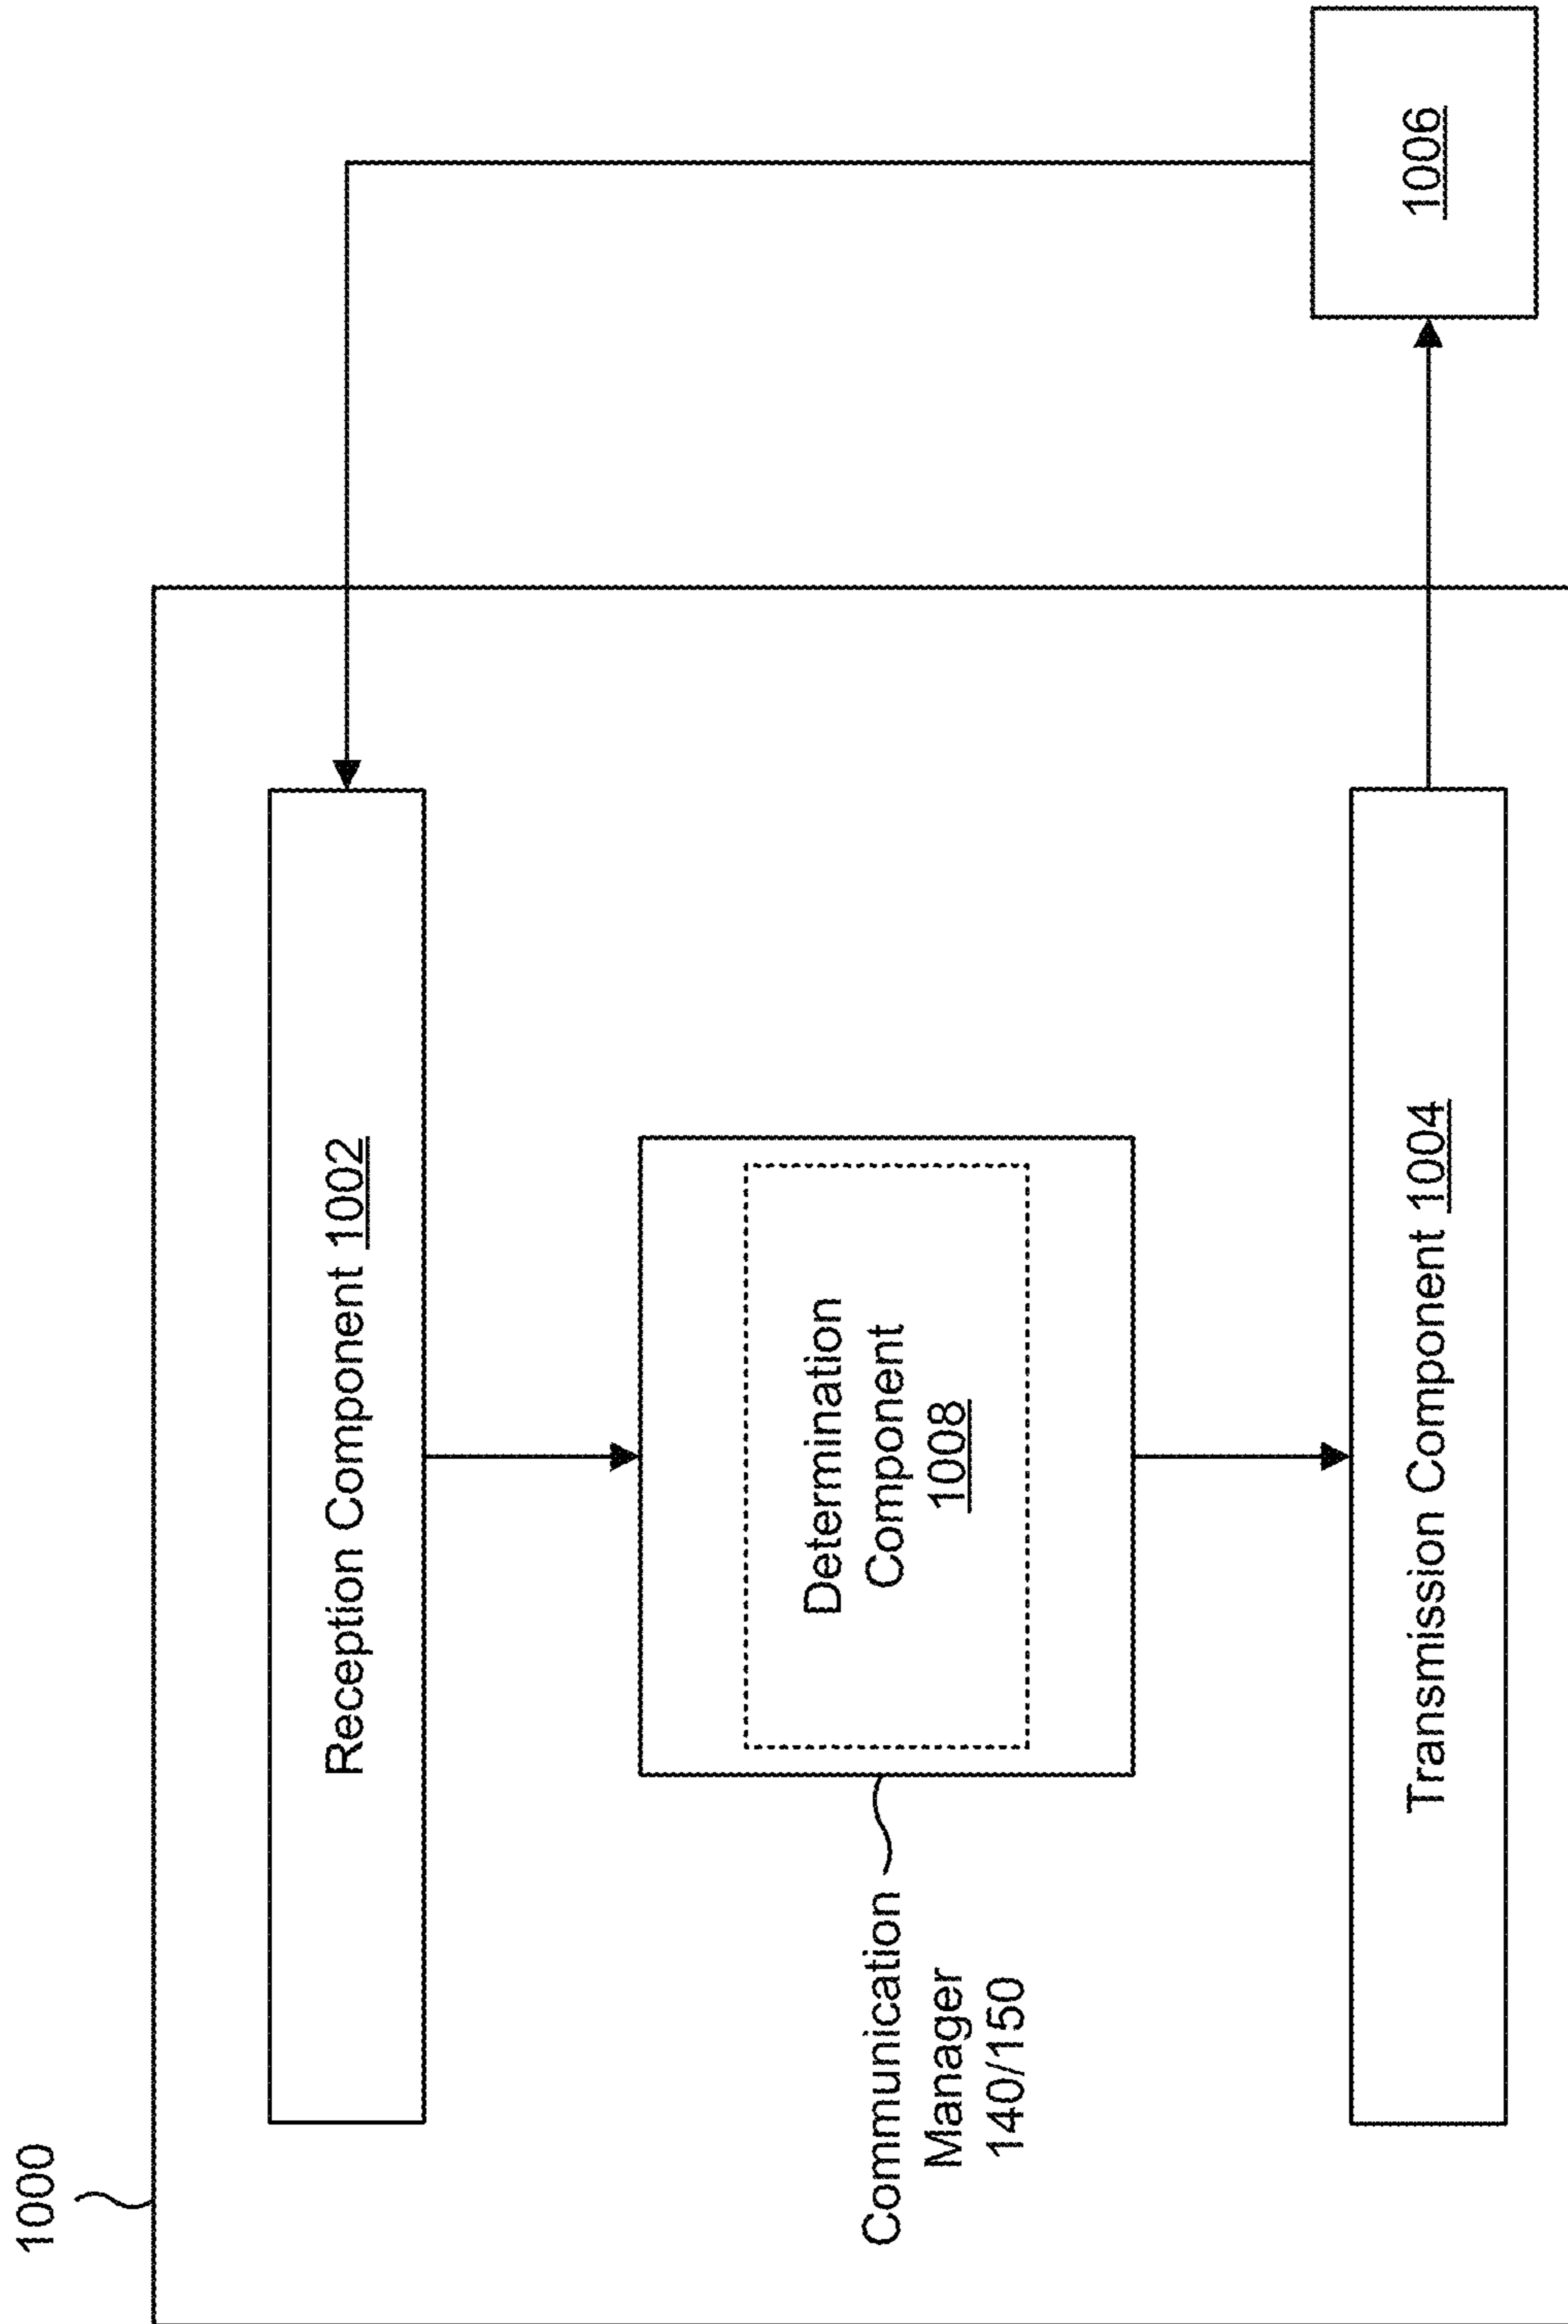 1000
Reception Component 1002
Communication
Manager
140/150
Determination
Component
1008
Transmission Component 1004
1006